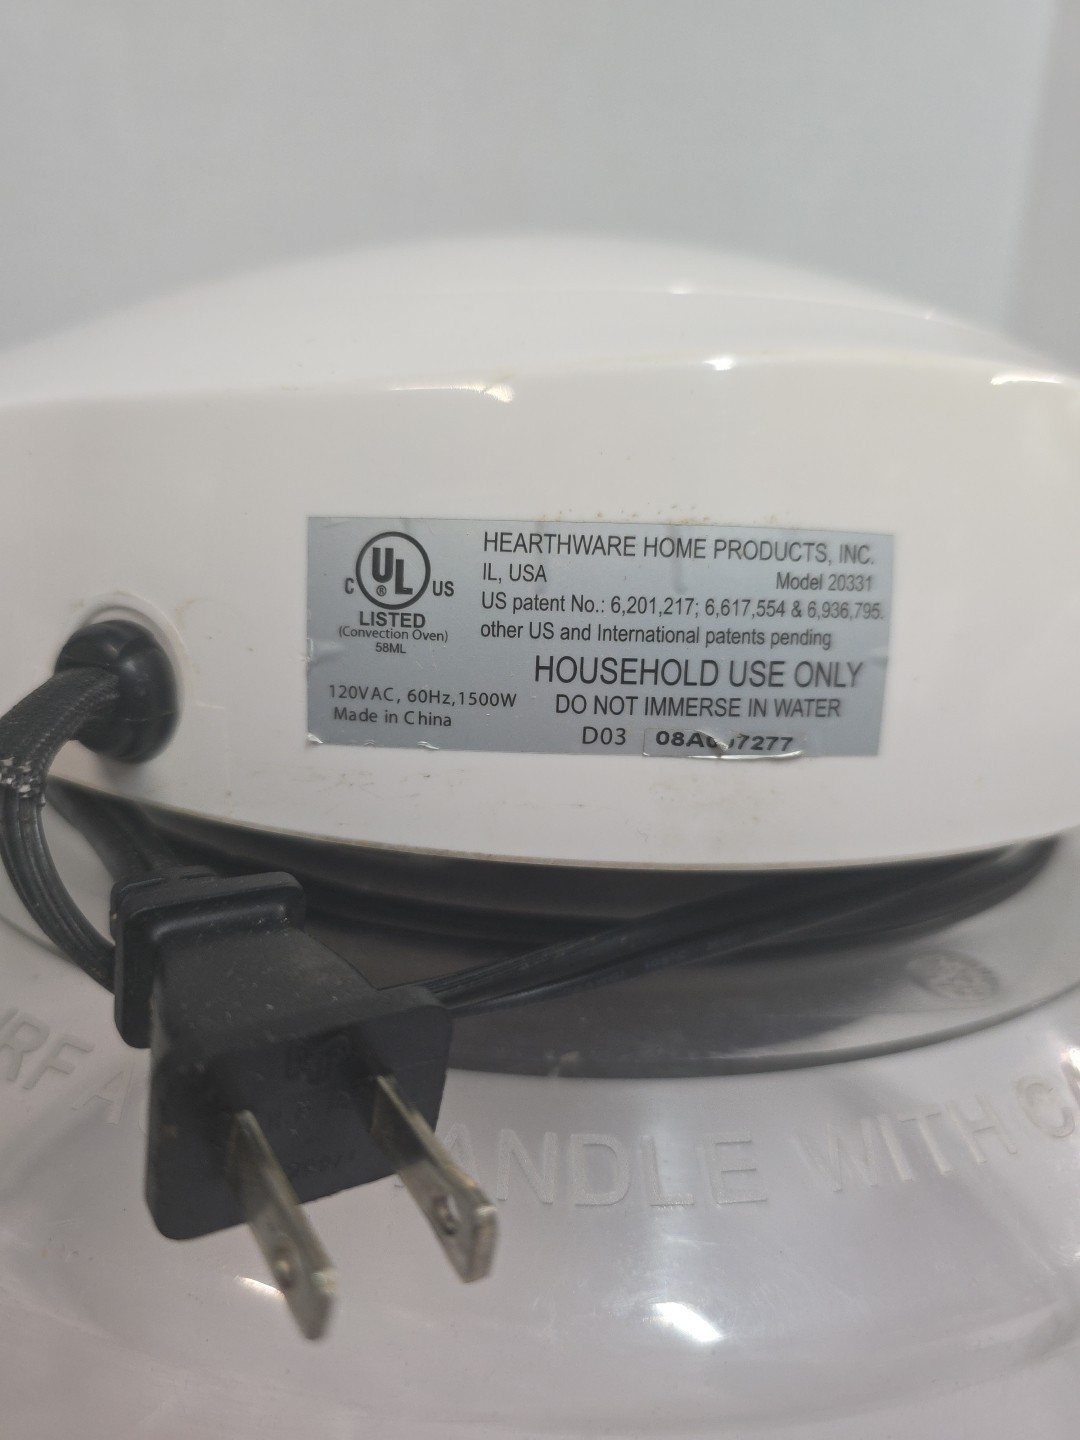 C UL ® US
LISTED
(Convection Oven)
58ML
120VAC, 60Hz,1500W
Made in China
HEARTHWARE HOME PRODUCTS, INC.
IL, USA
Model 20331
US patent No.: 6,201,217; 6,617,554 & 6,936,795.
other US and International patents pending
HOUSEHOLD USE ONLY
DO NOT IMMERSE IN WATER
D03
HANDLE WITH